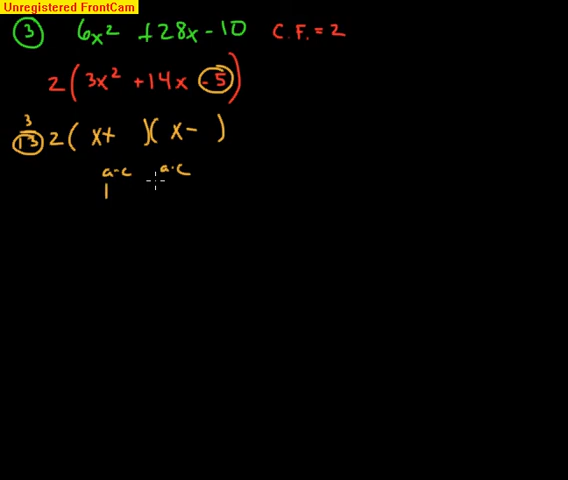 Unregistered FrontCam
3 6x² +28x - 10 C.F. = 2
2(3x² +14x -5)
3
13 2( x+ )( x- )
a-c a·c
1